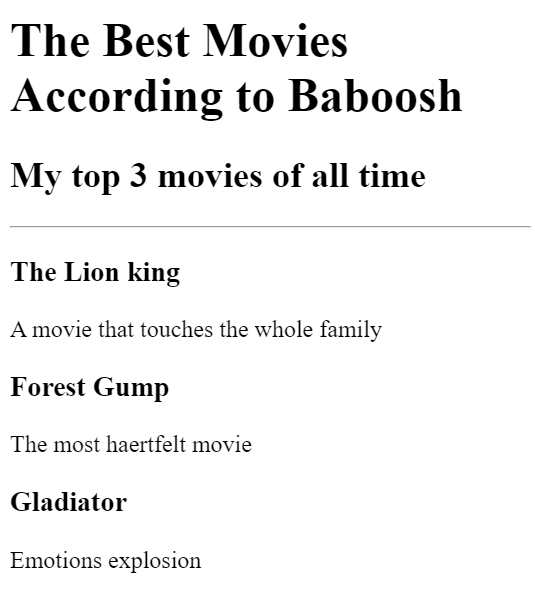 The Best Movies
According to Baboosh
My top 3 movies of all time
The Lion king
A movie that touches the whole family
Forest Gump
The most haertfelt movie
Gladiator
Emotions explosion